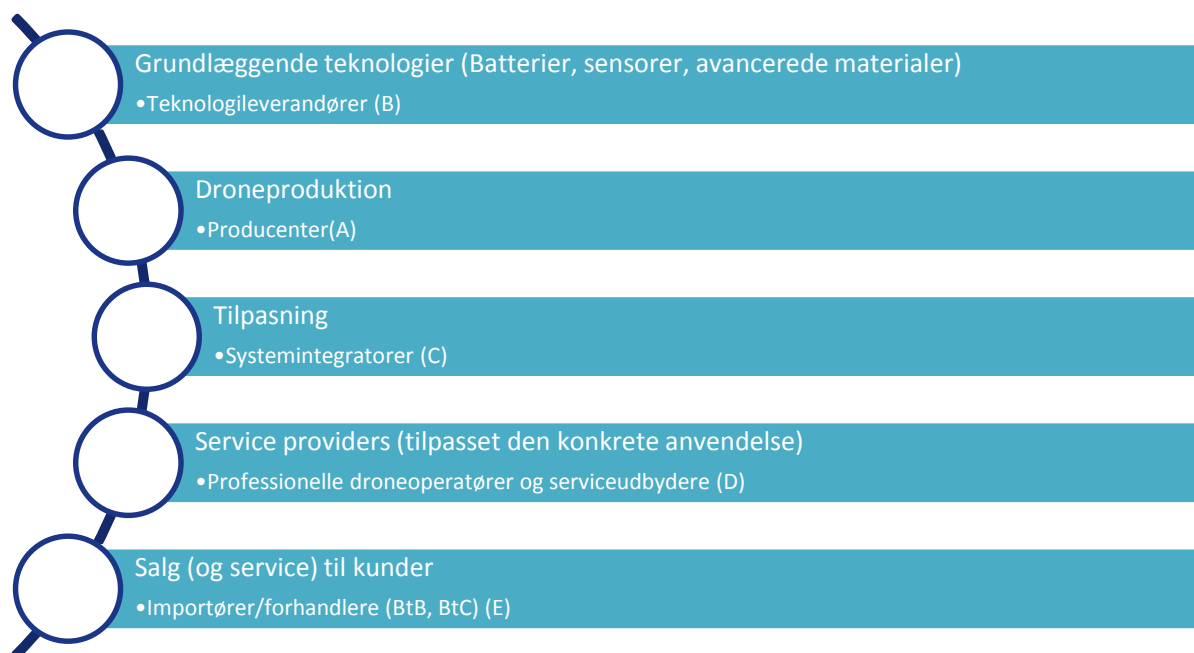 Grundlæggende teknologier (Batterier, sensorer, avancerede materialer)
•Teknologileverandører (B)
Droneproduktion
•Producenter(A)
Tilpasning
•Systemintegratorer (C)
Service providers (tilpasset den konkrete anvendelse)
•Professionelle droneoperatører og serviceudbydere (D)
Salg (og service) til kunder
•Importører/forhandlere (BtB, BtC) (E)